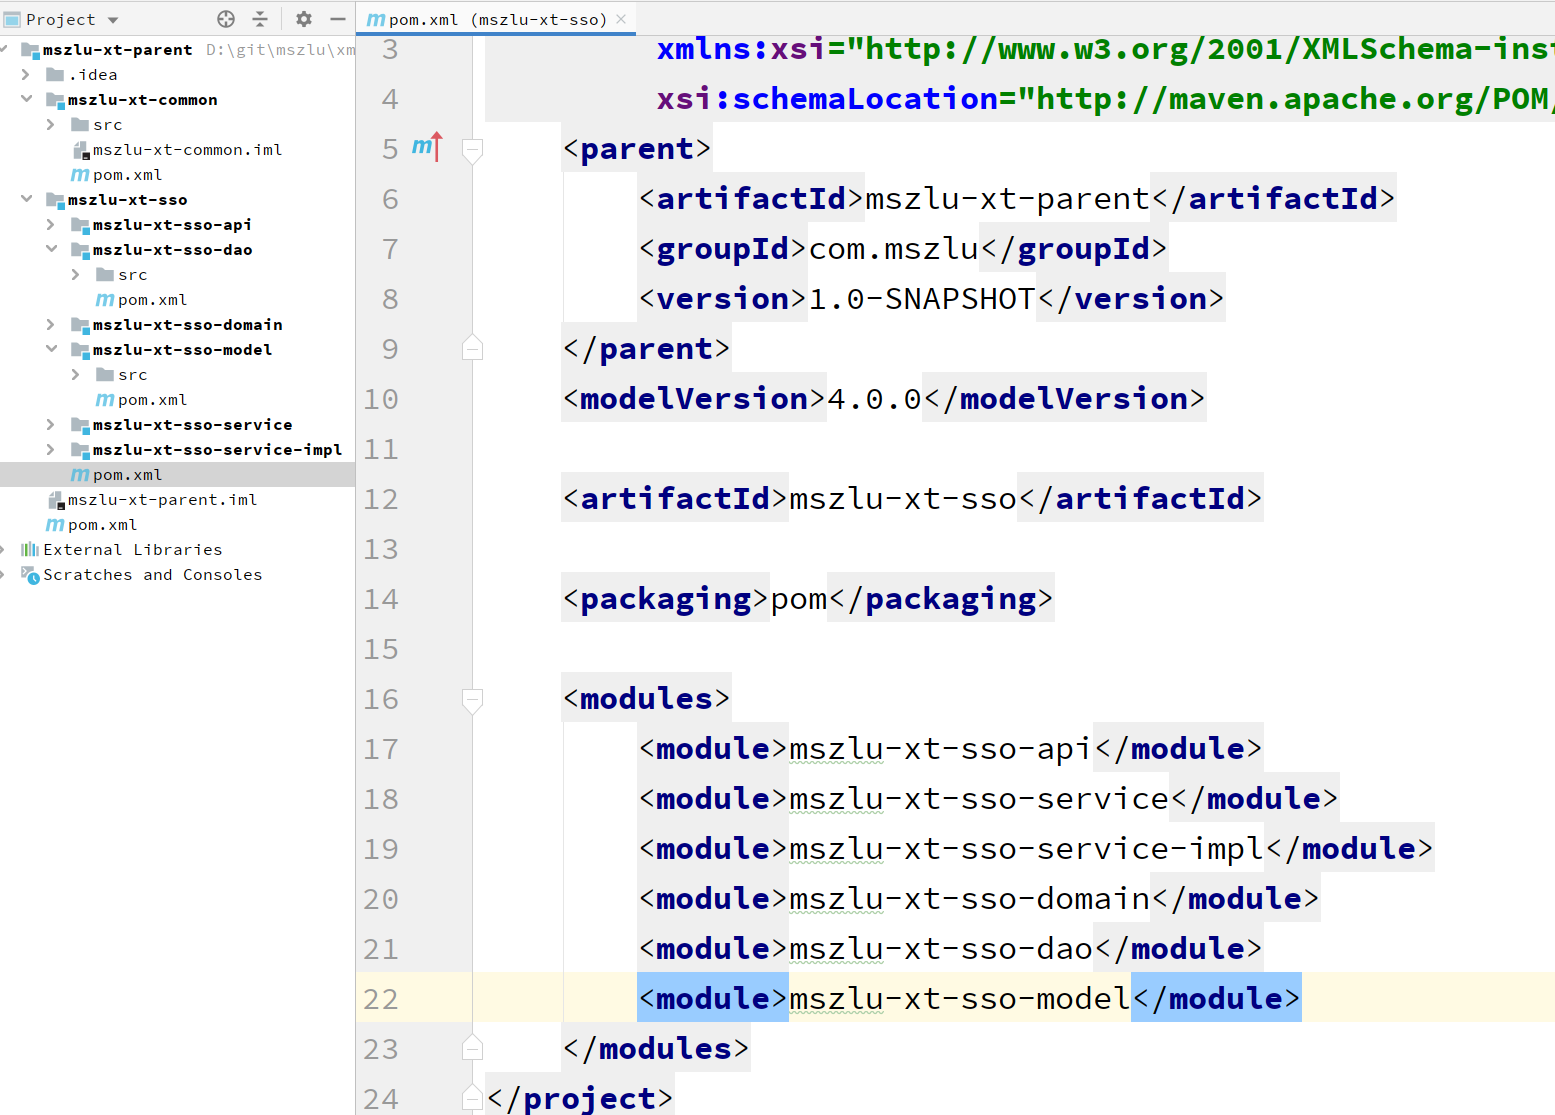 Project
mszlu-xt-parent D:\git\mszlu\xm
.idea
mszlu-xt-common
src
mszlu-xt-common.iml
pom.xml
mszlu-xt-sso
mszlu-xt-sso-api
mszlu-xt-sso-dao
src
pom.xml
mszlu-xt-sso-domain
mszlu-xt-sso-model
src
pom.xml
mszlu-xt-sso-service
mszlu-xt-sso-service-impl
pom.xml
mszlu-xt-parent.iml
pom.xml
External Libraries
Scratches and Consoles
pom.xml (mszlu-xt-sso)
3 xmlns:xsi="http://www.w3.org/2001/XMLSchema-inst
4 xsi:schemaLocation="http://maven.apache.org/POM/
5 <parent>
6 <artifactId>mszlu-xt-parent</artifactId>
7 <groupId>com.mszlu</groupId>
8 <version>1.0-SNAPSHOT</version>
9 </parent>
10 <modelVersion>4.0.0</modelVersion>
11
12 <artifactId>mszlu-xt-sso</artifactId>
13
14 <packaging>pom</packaging>
15
16 <modules>
17 <module>mszlu-xt-sso-api</module>
18 <module>mszlu-xt-sso-service</module>
19 <module>mszlu-xt-sso-service-impl</module>
20 <module>mszlu-xt-sso-domain</module>
21 <module>mszlu-xt-sso-dao</module>
22 <module>mszlu-xt-sso-model</module>
23 </modules>
24 </project>